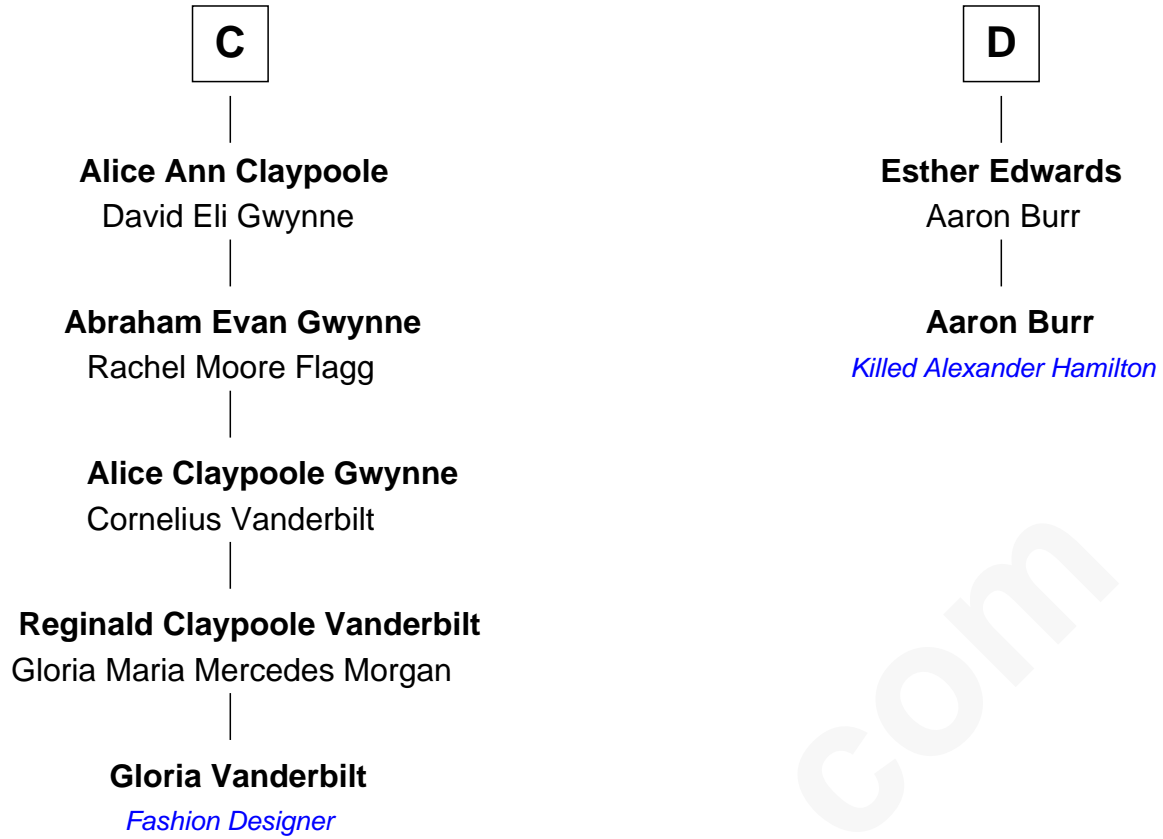 C
Alice Ann Claypoole
David Eli Gwynne
Abraham Evan Gwynne
Rachel Moore Flagg
Alice Claypoole Gwynne
Cornelius Vanderbilt
Reginald Claypoole Vanderbilt
Gloria Maria Mercedes Morgan
Gloria Vanderbilt
Fashion Designer
D
Esther Edwards
Aaron Burr
Aaron Burr
Killed Alexander Hamilton
com